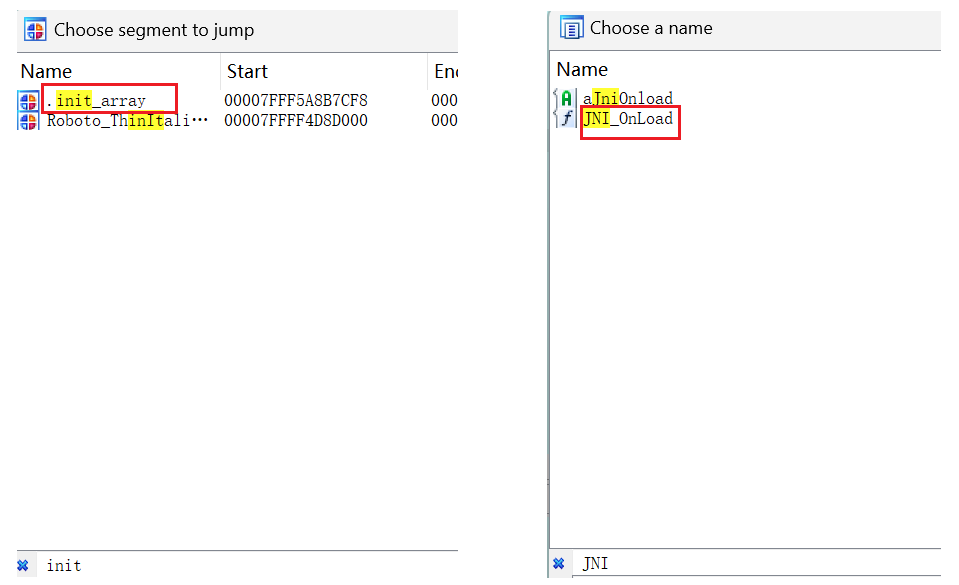 Choose segment to jump
Name Start Enc
.init_array 00007FFF5A8B7CF8 000
Roboto_ThinItali··· 00007FFFF4D8D000 000
init
Choose a name
Name
A aJniOnload
f JNI_OnLoad
JNI